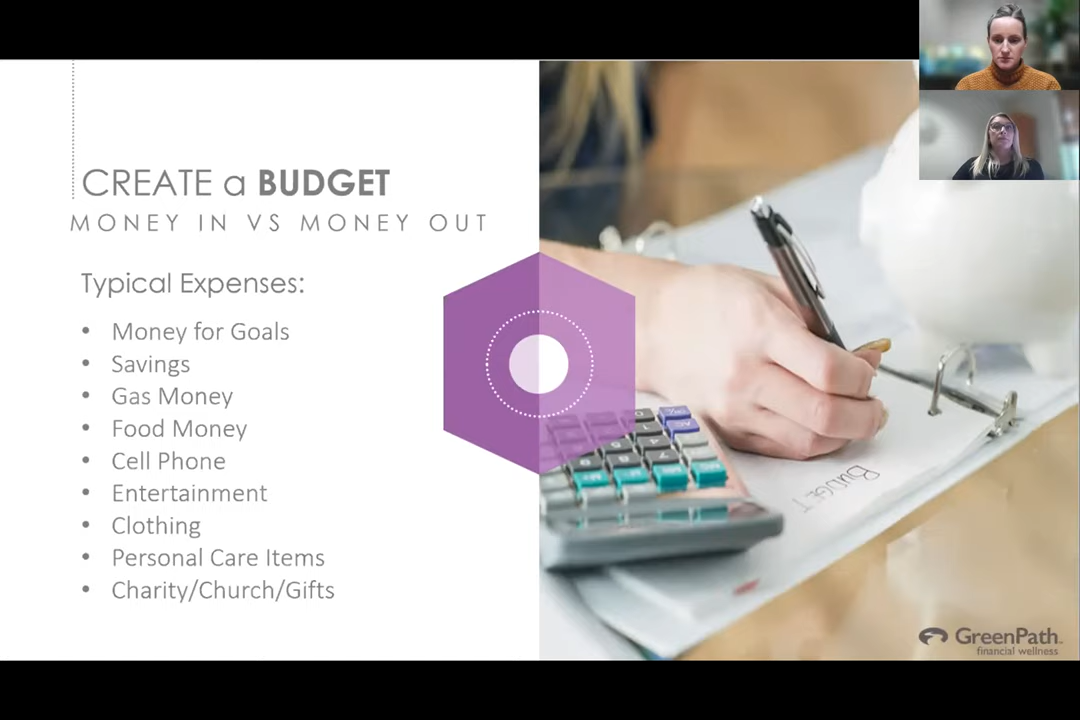 CREATE a BUDGET
MONEY IN VS MONEY OUT
Typical Expenses:
• Money for Goals
• Savings
• Gas Money
• Food Money
• Cell Phone
• Entertainment
• Clothing
• Personal Care Items
• Charity/Church/Gifts
BUDGET
GreenPath
financial wellness